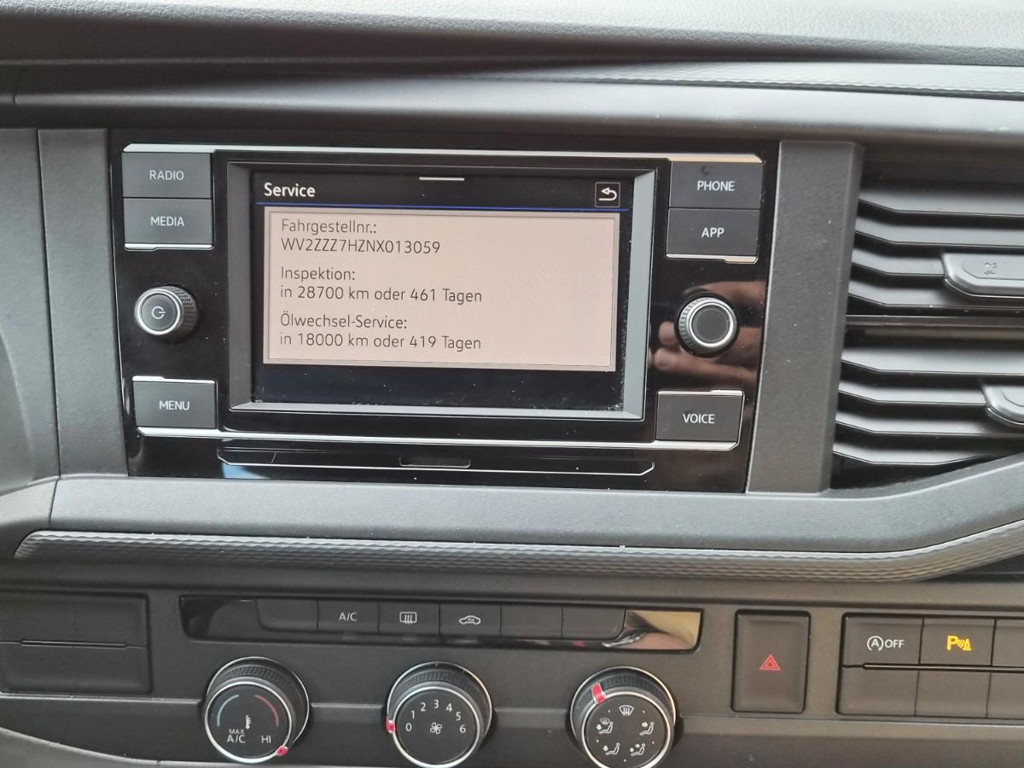 RADIO
MEDIA
MENU
Service
Fahrgestellnr.:
WV2ZZZ7HZNX013059
Inspektion:
in 28700 km oder 461 Tagen
Ölwechsel-Service:
in 18000 km oder 419 Tagen
PHONE
APP
VOICE
A/C
MAX
A/C HI
0 1 2 3 4 5 6
A OFF
P